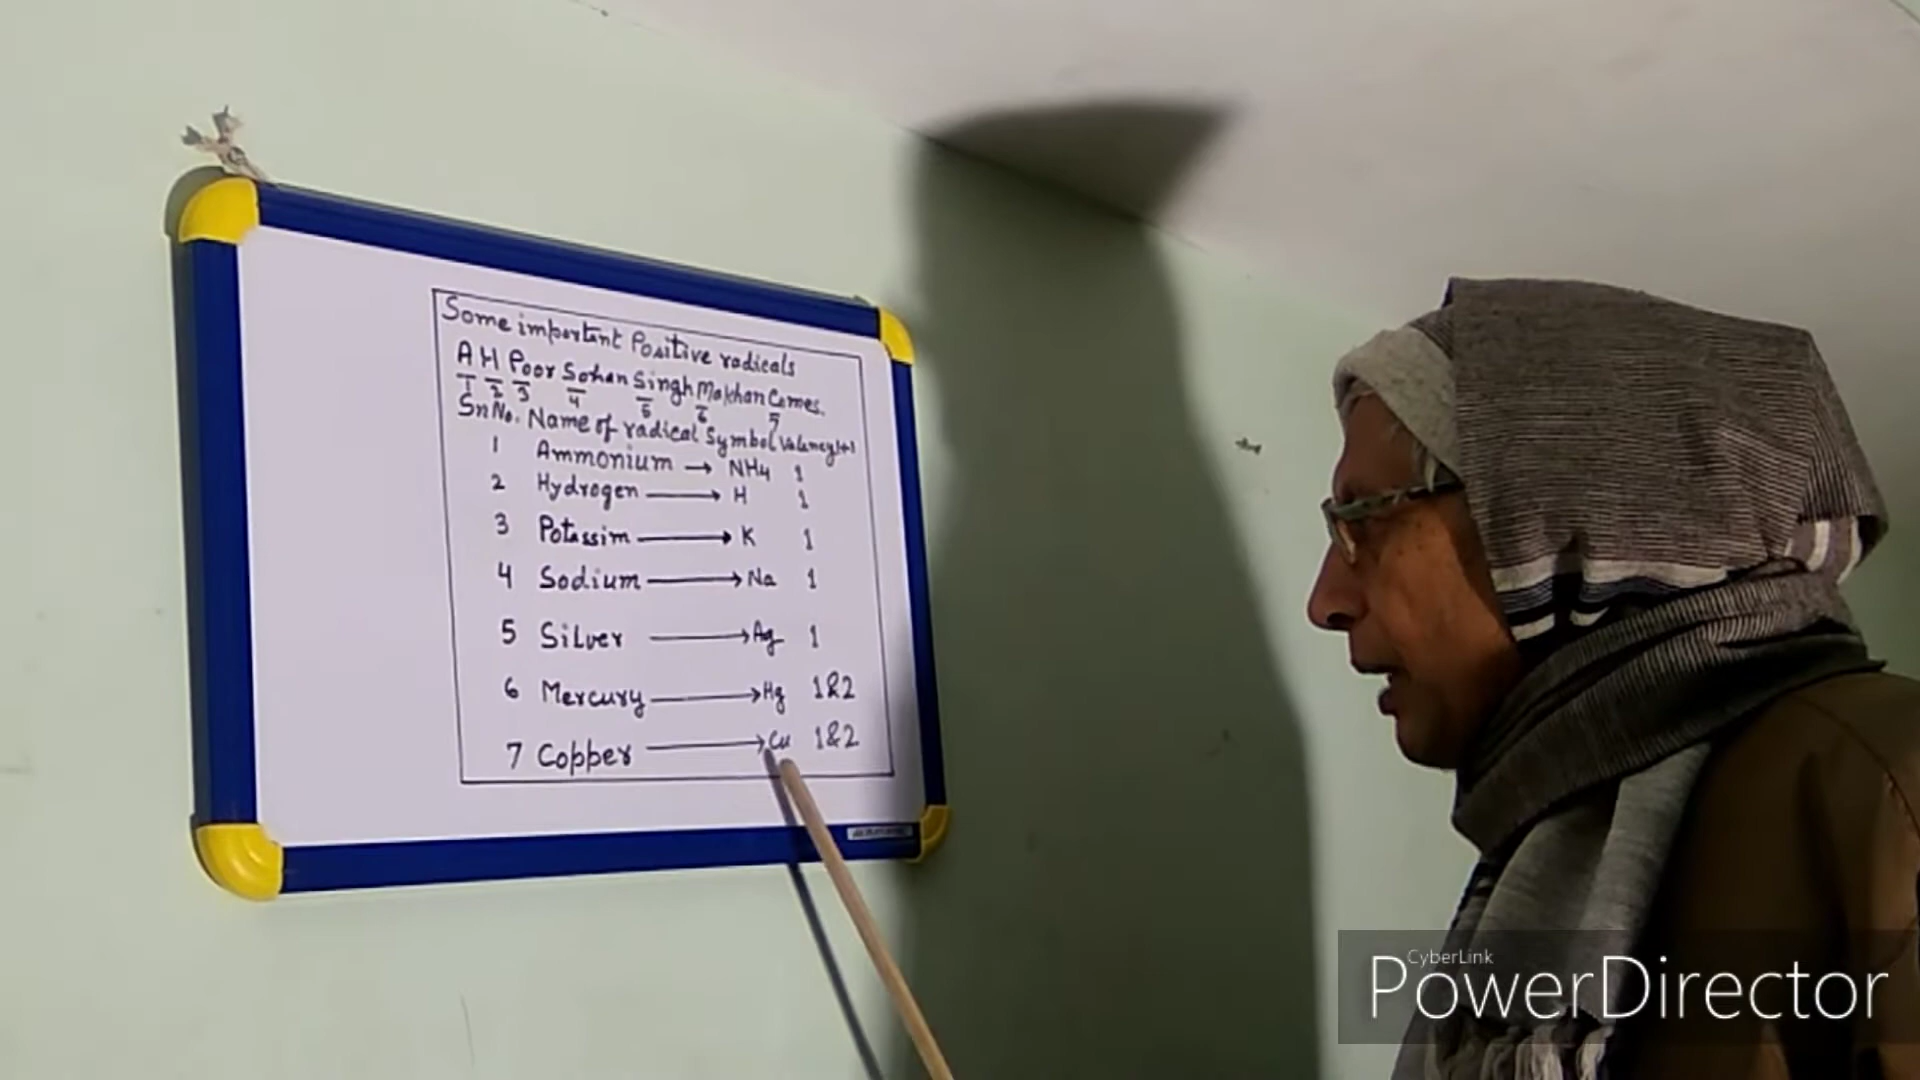 Some important Positive radicals
A H Poor Sohan Singh Makhan Comes.
1 2 3 4 5 6 7
Sr No. Name of radical Symbol Valency(+)
1 Ammonium → NH4 1
2 Hydrogen → H 1
3 Potassim → K 1
4 Sodium → Na 1
5 Silver → Ag 1
6 Mercury → Hg 1&2
7 Copper → Cu 1&2
CyberLink
PowerDirector